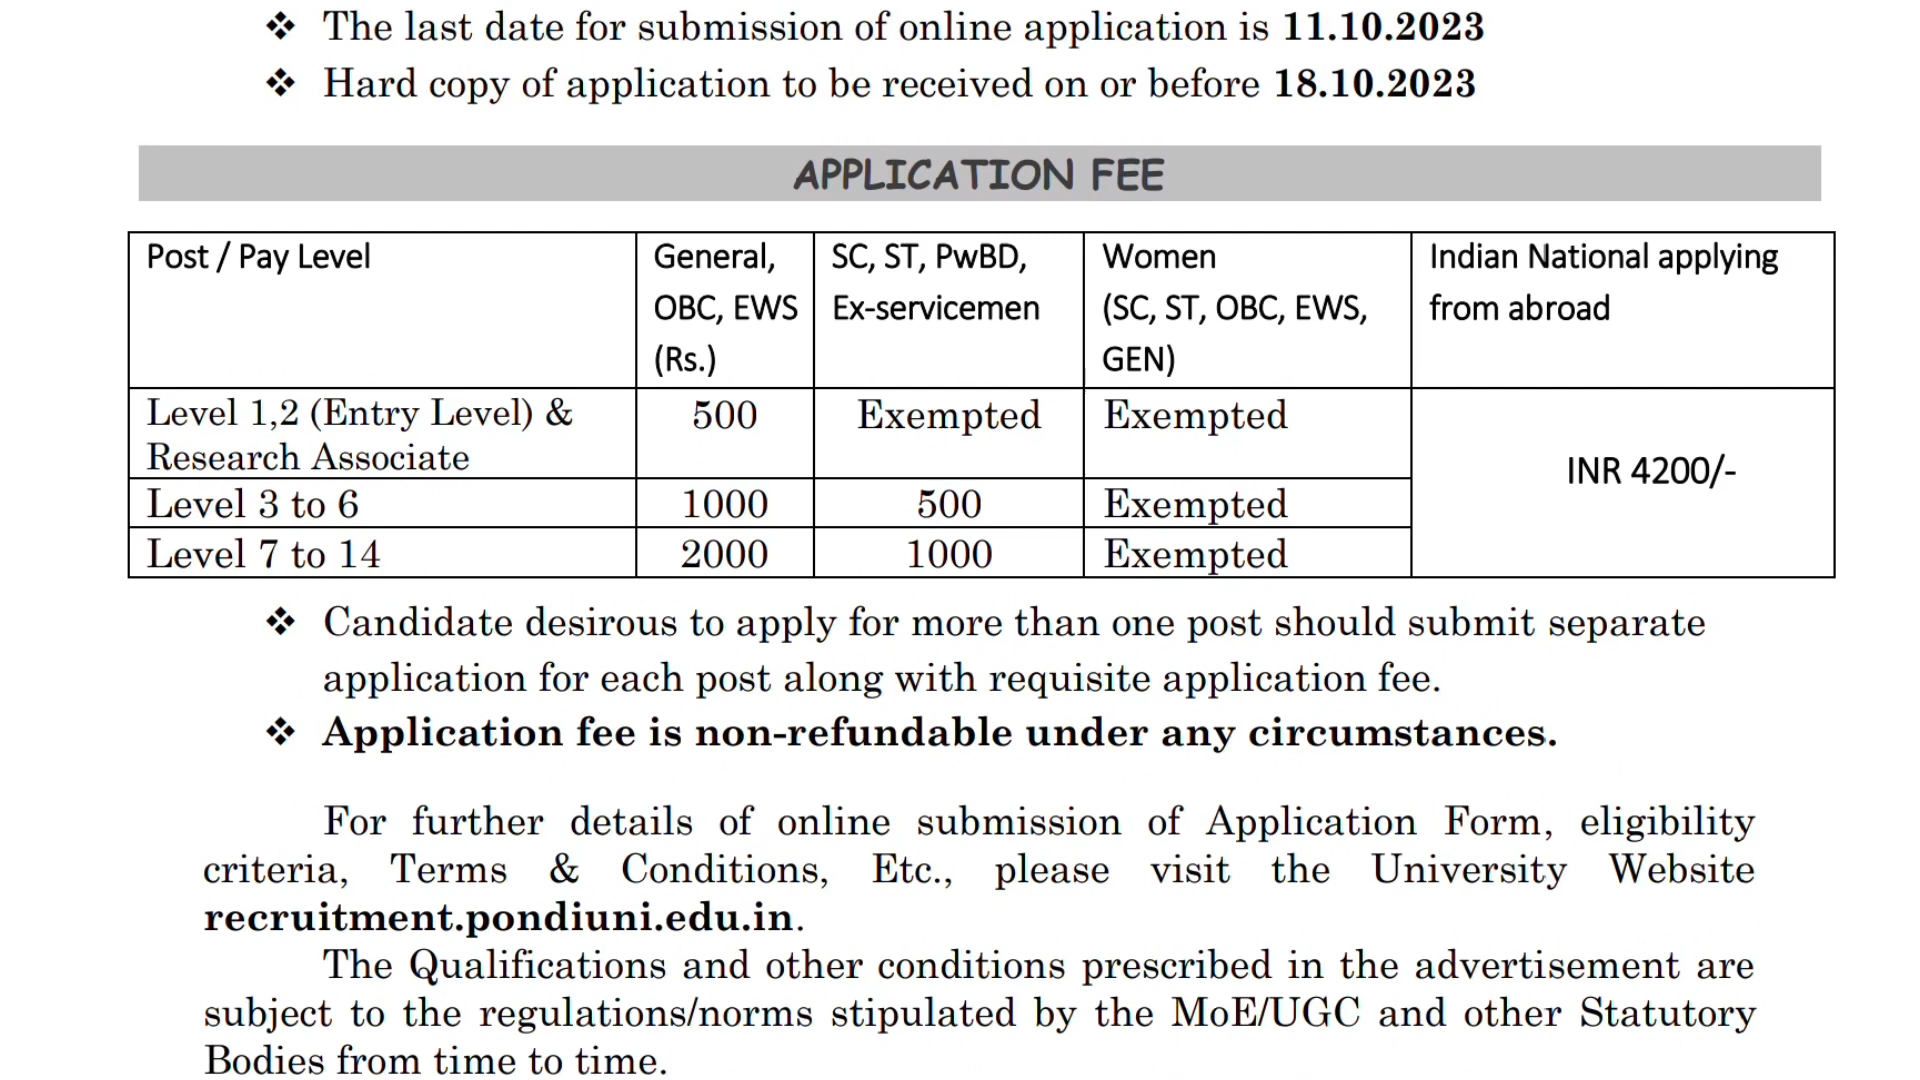 ❖ The last date for submission of online application is 11.10.2023
❖ Hard copy of application to be received on or before 18.10.2023
APPLICATION FEE
Post / Pay Level
General,
OBC, EWS
(Rs.)
SC, ST, PwBD,
Ex-servicemen
Women
(SC, ST, OBC, EWS,
GEN)
Indian National applying
from abroad
Level 1,2 (Entry Level) &
Research Associate
500
Exempted
Exempted
INR 4200/-
Level 3 to 6
1000
500
Exempted
Level 7 to 14
2000
1000
Exempted
❖ Candidate desirous to apply for more than one post should submit separate
application for each post along with requisite application fee.
❖ Application fee is non-refundable under any circumstances.
For further details of online submission of Application Form, eligibility
criteria, Terms & Conditions, Etc., please visit the University Website
recruitment.pondiuni.edu.in.
The Qualifications and other conditions prescribed in the advertisement are
subject to the regulations/norms stipulated by the MoE/UGC and other Statutory
Bodies from time to time.